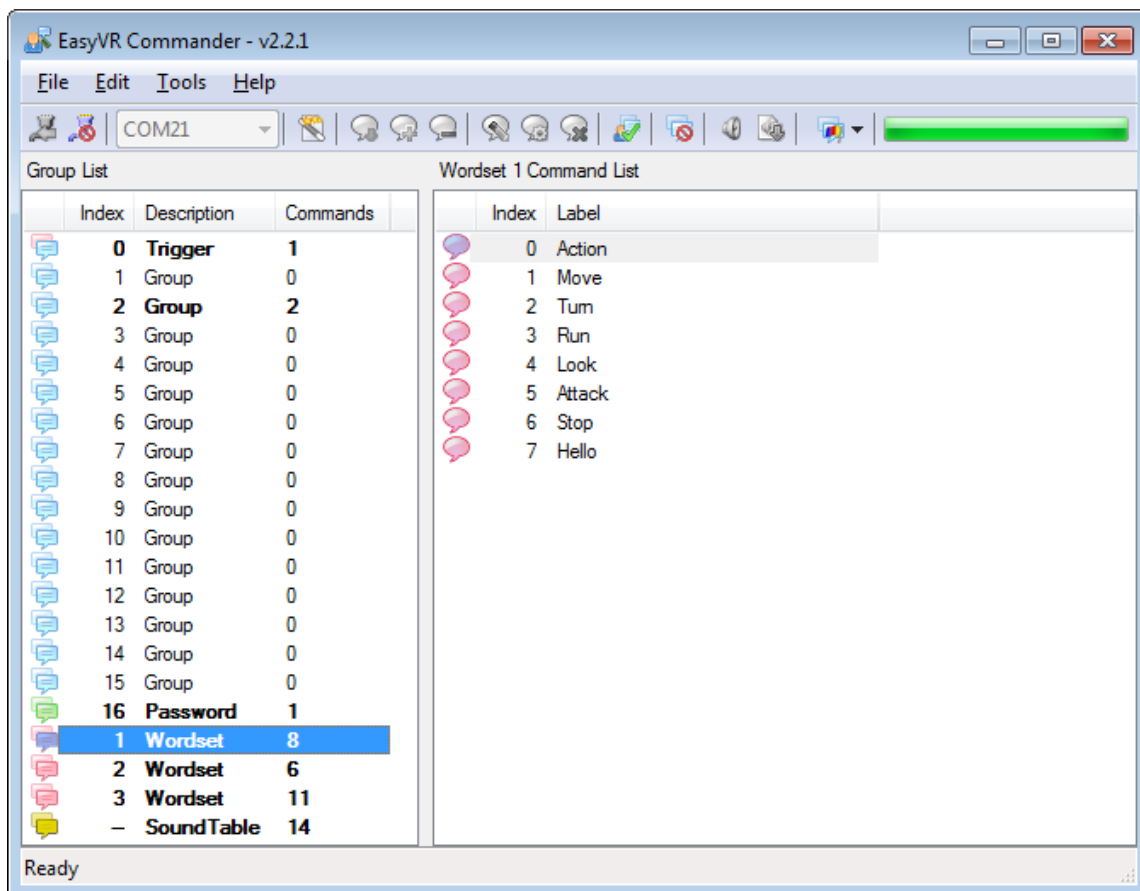 EasyVR Commander - v2.2.1
File Edit Tools Help
COM21
Group List
Index Description Commands
0 Trigger 1
1 Group 0
2 Group 2
3 Group 0
4 Group 0
5 Group 0
6 Group 0
7 Group 0
8 Group 0
9 Group 0
10 Group 0
11 Group 0
12 Group 0
13 Group 0
14 Group 0
15 Group 0
16 Password 1
1 Wordset 8
2 Wordset 6
3 Wordset 11
– SoundTable 14
Wordset 1 Command List
Index Label
0 Action
1 Move
2 Turn
3 Run
4 Look
5 Attack
6 Stop
7 Hello
Ready